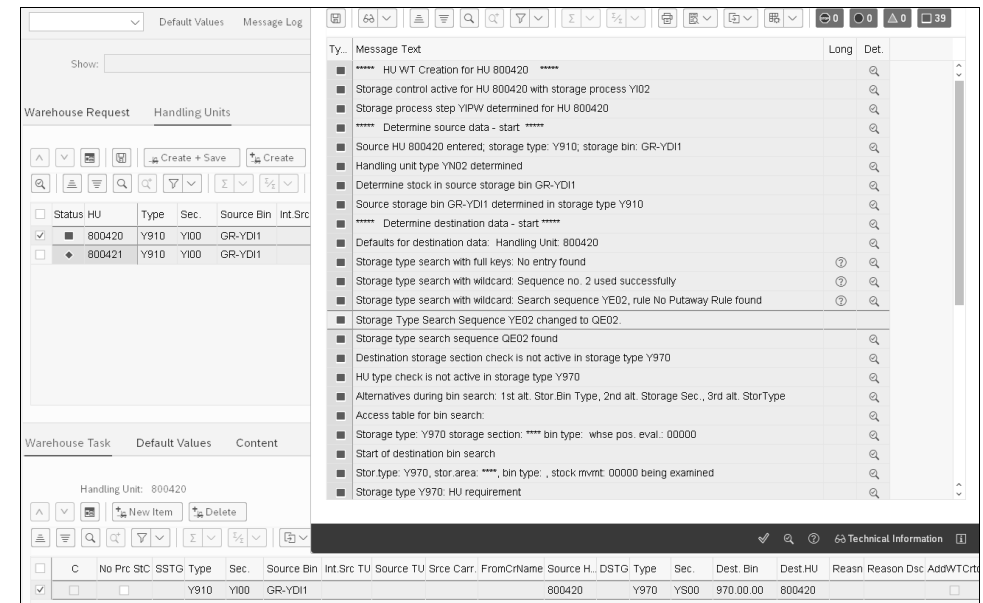 Default Values Message Log
0 0 0 39
Show:
Ty... Message Text Long Det.
***** HU WT Creation for HU 800420 *****
Storage control active for HU 800420 with storage process YI02
Storage process step YIPW determined for HU 800420
***** Determine source data - start *****
Source HU 800420 entered; storage type: Y910; storage bin: GR-YDI1
Handling unit type YN02 determined
Determine stock in source storage bin GR-YDI1
Source storage bin GR-YDI1 determined in storage type Y910
***** Determine destination data - start *****
Defaults for destination data: Handling Unit: 800420
Storage type search with full keys: No entry found
Storage type search with wildcard: Sequence no. 2 used successfully
Storage type search with wildcard: Search sequence YE02, rule No Putaway Rule found
Storage Type Search Sequence YE02 changed to QE02.
Storage type search sequence QE02 found
Destination storage section check is not active in storage type Y970
HU type check is not active in storage type Y970
Alternatives during bin search: 1st alt. Stor.Bin Type, 2nd alt. Storage Sec., 3rd alt. StorType
Access table for bin search:
Storage type: Y970 storage section: **** bin type: whse pos. eval.: 00000
Start of destination bin search
Stor.type: Y970, stor.area: ****, bin type: , stock mvmt: 00000 being examined
Storage type Y970: HU requirement
Technical Information
Warehouse Request Handling Units
Create + Save Create
Status HU Type Sec. Source Bin Int.Src
800420 Y910 YI00 GR-YDI1
800421 Y910 YI00 GR-YDI1
Warehouse Task Default Values Content
Handling Unit: 800420
New Item Delete
C No Prc StC SSTG Type Sec. Source Bin Int.Src TU Source TU Srce Carr. FromCrName Source H... DSTG Type Sec. Dest. Bin Dest.HU Reasn Reason Dsc AddWTCrtd
Y910 YI00 GR-YDI1 800420 Y970 YS00 970.00.00 800420